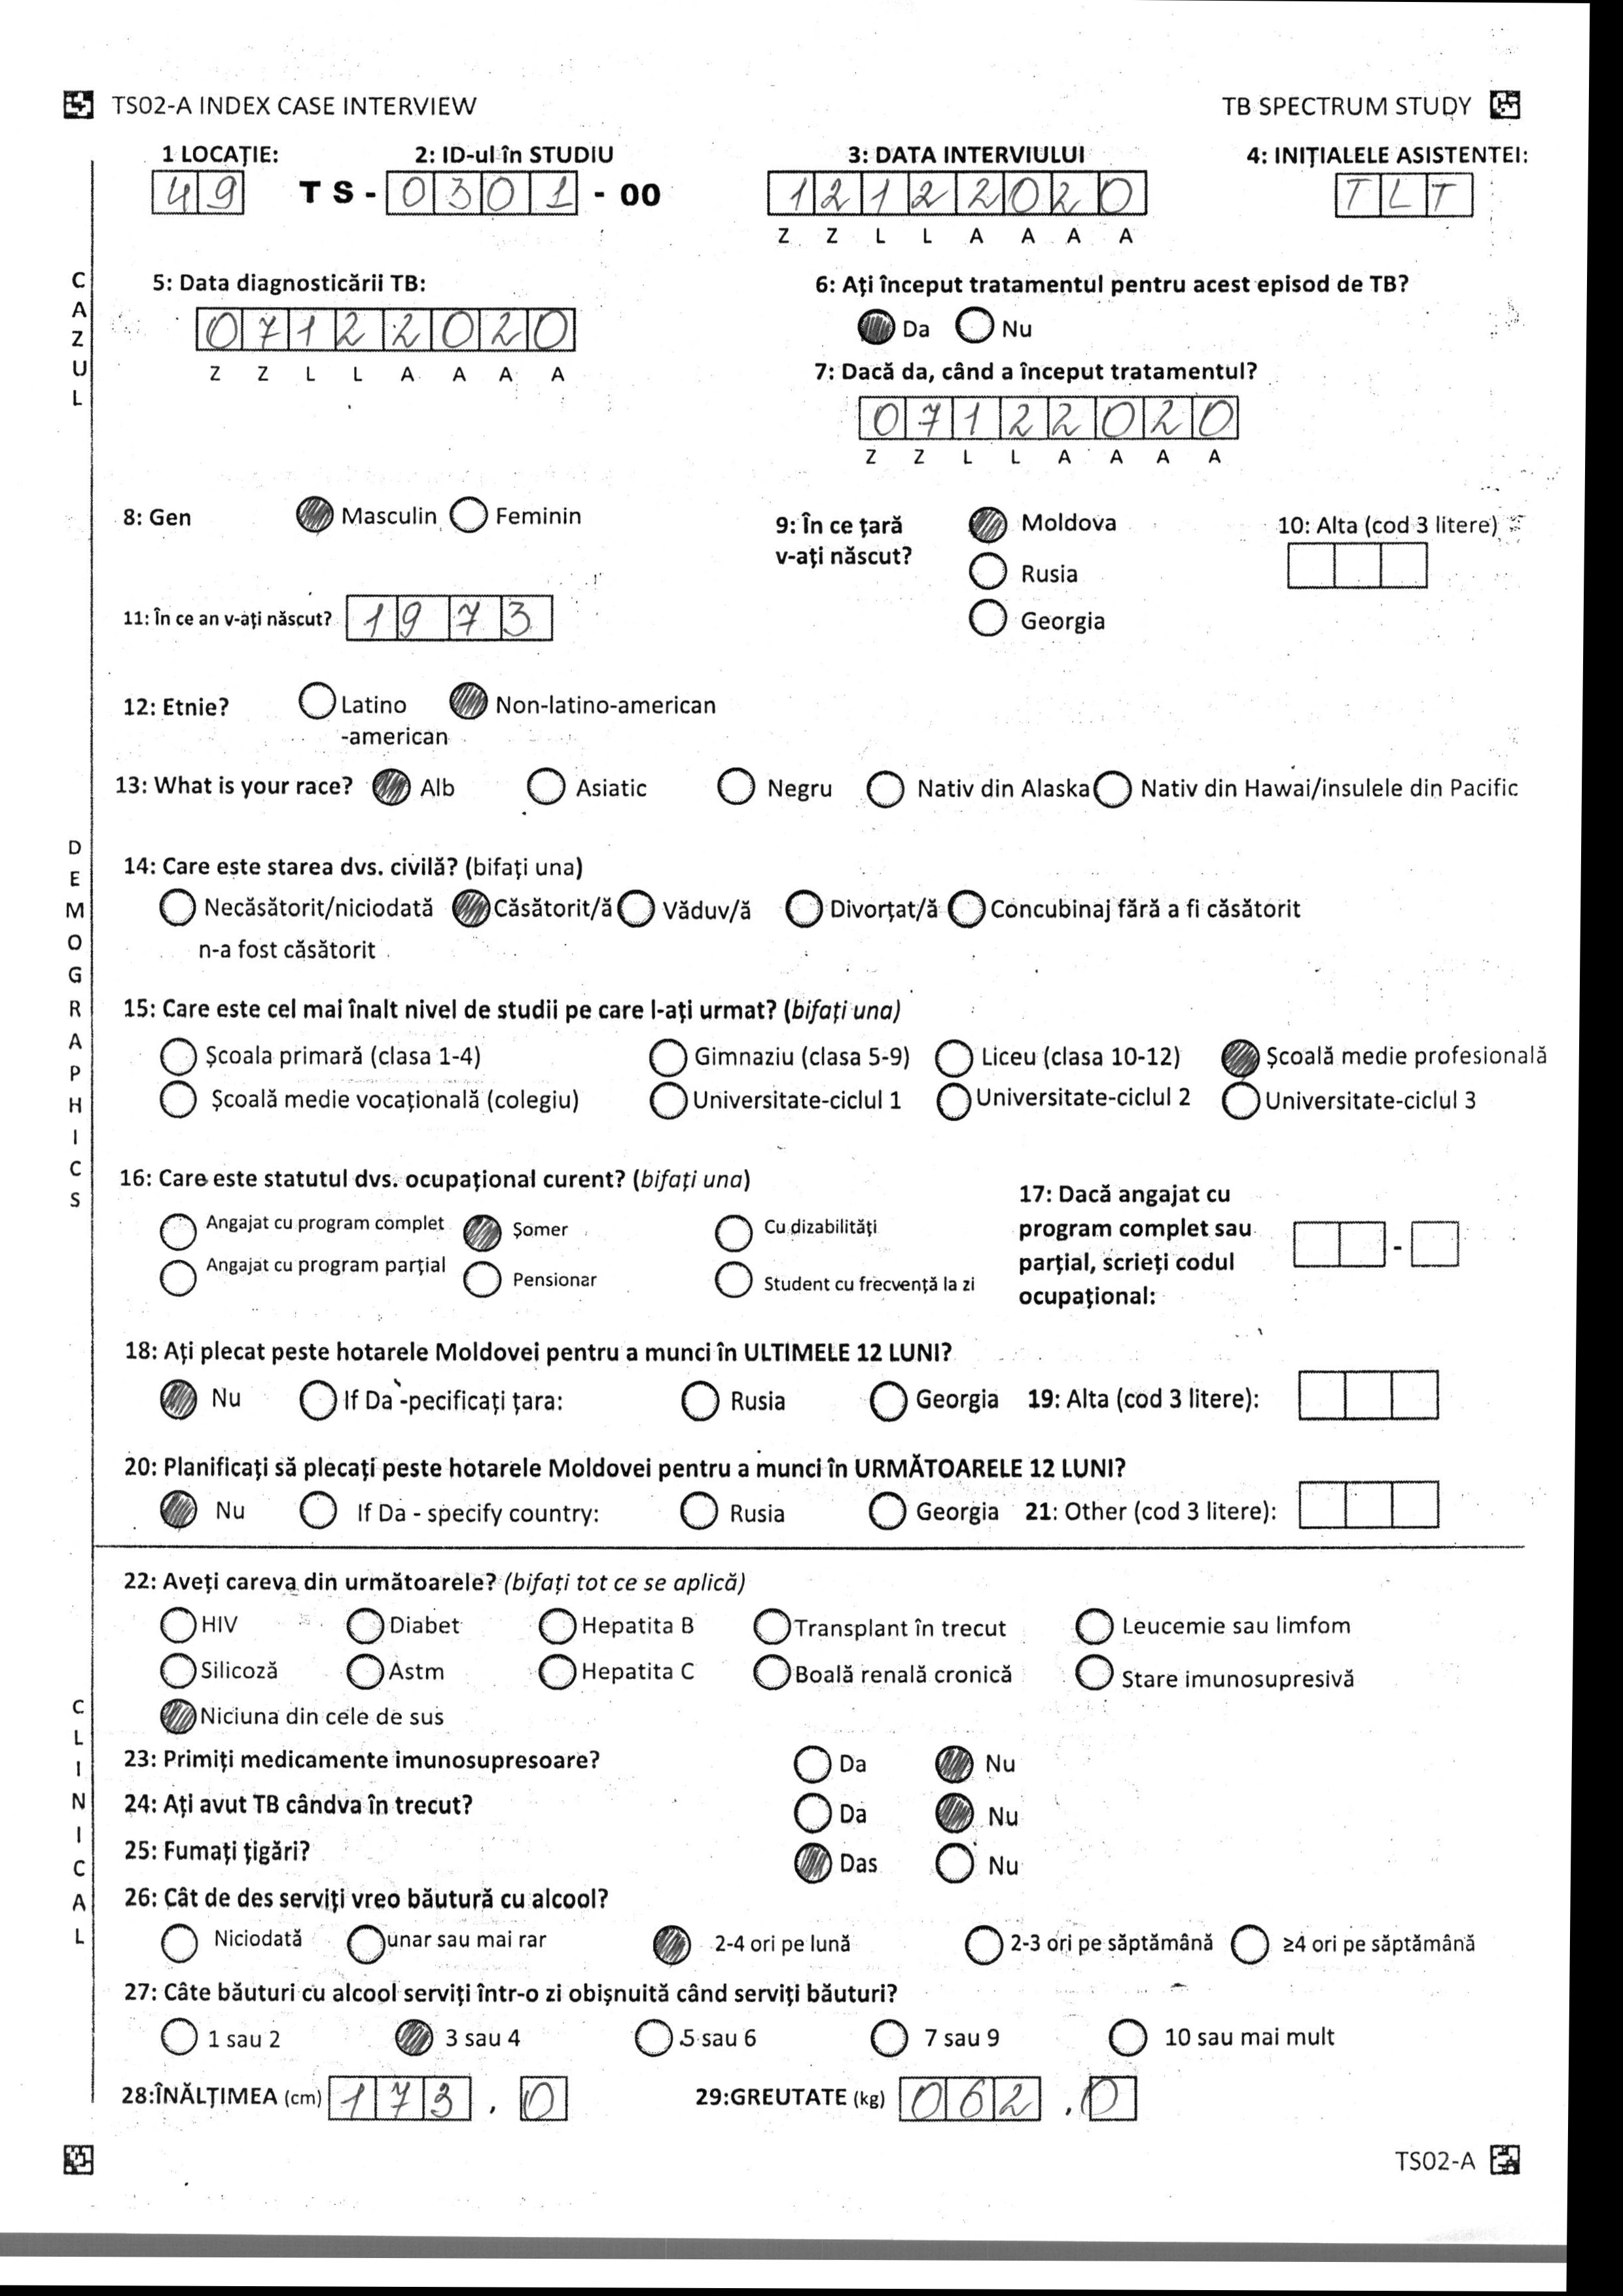 TS02-A INDEX CASE INTERVIEW TB SPECTRUM STUDY
1 LOCAȚIE: 2: ID-ul în STUDIU 3: DATA INTERVIULUI 4: INIȚIALELE ASISTENTEI:
49 TS-0301-00 12122020 TLT
Z Z L L A A A A
CAZUL
5: Data diagnosticării TB: 6: Ați început tratamentul pentru acest episod de TB?
07122020 Da Nu
Z Z L L A A A A
7: Dacă da, când a început tratamentul?
07122020
Z Z L L A A A A
DEMOGRAPHICS
8: Gen Masculin Feminin
9: În ce țară v-ați născut? Moldova 10: Alta (cod 3 litere)
Rusia
Georgia
11: În ce an v-ați născut? 1973
12: Etnie? Latino Non-latino-american
-american
13: What is your race? Alb Asiatic Negru Nativ din Alaska Nativ din Hawai/insulele din Pacific
14: Care este starea dvs. civilă? (bifați una)
Necăsătorit/niciodată Căsătorit/ă Văduv/ă Divorțat/ă Concubinaj fără a fi căsătorit
n-a fost căsătorit
15: Care este cel mai înalt nivel de studii pe care l-ați urmat? (bifați una)
Școala primară (clasa 1-4) Gimnaziu (clasa 5-9) Liceu (clasa 10-12) Școală medie profesională
Școală medie vocațională (colegiu) Universitate-ciclul 1 Universitate-ciclul 2 Universitate-ciclul 3
16: Care este statutul dvs. ocupațional curent? (bifați una)
Angajat cu program complet Șomer Cu dizabilități
Angajat cu program parțial Pensionar Student cu frecvență la zi
17: Dacă angajat cu
program complet sau
parțial, scrieți codul -
ocupațional:
18: Ați plecat peste hotarele Moldovei pentru a munci în ULTIMELE 12 LUNI?
Nu If Da -pecificați țara: Rusia Georgia 19: Alta (cod 3 litere):
20: Planificați să plecați peste hotarele Moldovei pentru a munci în URMĂTOARELE 12 LUNI?
Nu If Da - specify country: Rusia Georgia 21: Other (cod 3 litere):
CLINICAL
22: Aveți careva din următoarele? (bifați tot ce se aplică)
HIV Diabet Hepatita B Transplant în trecut Leucemie sau limfom
Silicoză Astm Hepatita C Boală renală cronică Stare imunosupresivă
Niciuna din cele de sus
23: Primiți medicamente imunosupresoare? Da Nu
24: Ați avut TB cândva în trecut? Da Nu
25: Fumați țigări? Das Nu
26: Cât de des serviți vreo băutură cu alcool?
Niciodată unar sau mai rar 2-4 ori pe lună 2-3 ori pe săptămână ≥4 ori pe săptămână
27: Câte băuturi cu alcool serviți într-o zi obișnuită când serviți băuturi?
1 sau 2 3 sau 4 5 sau 6 7 sau 9 10 sau mai mult
28:ÎNĂLȚIMEA (cm) 173.0 29:GREUTATE (kg) 062.0
TS02-A